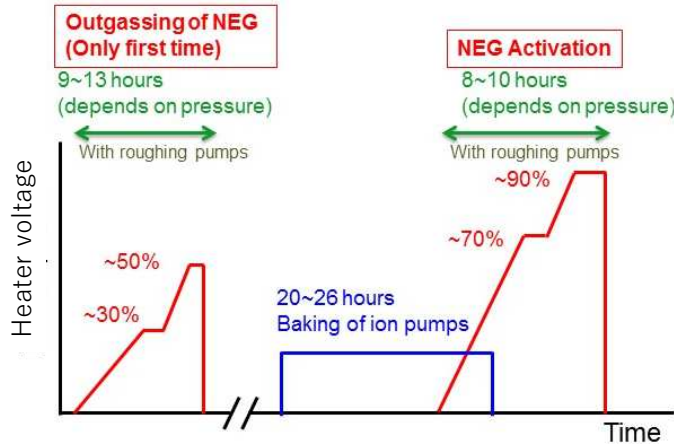 Outgassing of NEG
(Only first time)
9~13 hours
(depends on pressure)
With roughing pumps
NEG Activation
8~10 hours
(depends on pressure)
With roughing pumps
~90%
~70%
~50%
~30%
20~26 hours
Baking of ion pumps
Heater voltage
Time